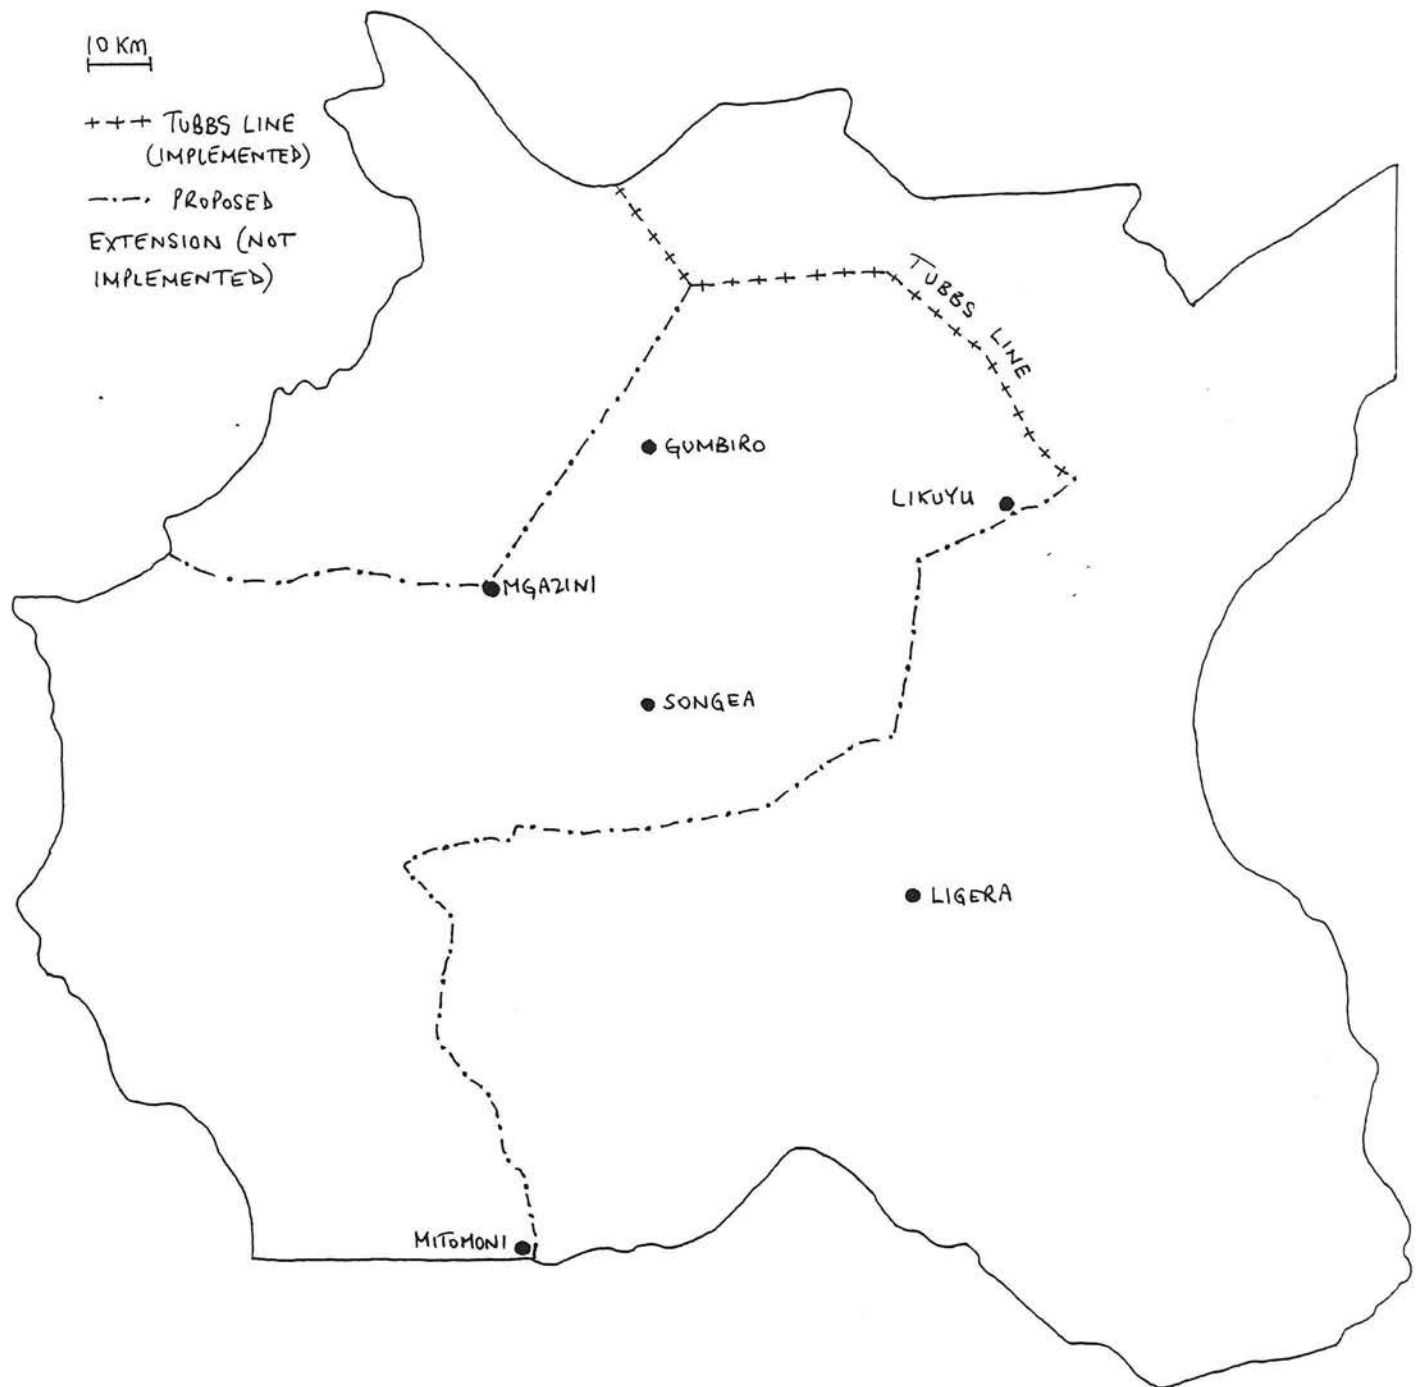 10 KM
+++ TUBBS LINE
(IMPLEMENTED)
—·—·  PROPOSED
EXTENSION (NOT
IMPLEMENTED)
TUBBS LINE
GUMBIRO
LIKUYU
MGAZINI
SONGEA
LIGERA
MITOMONI